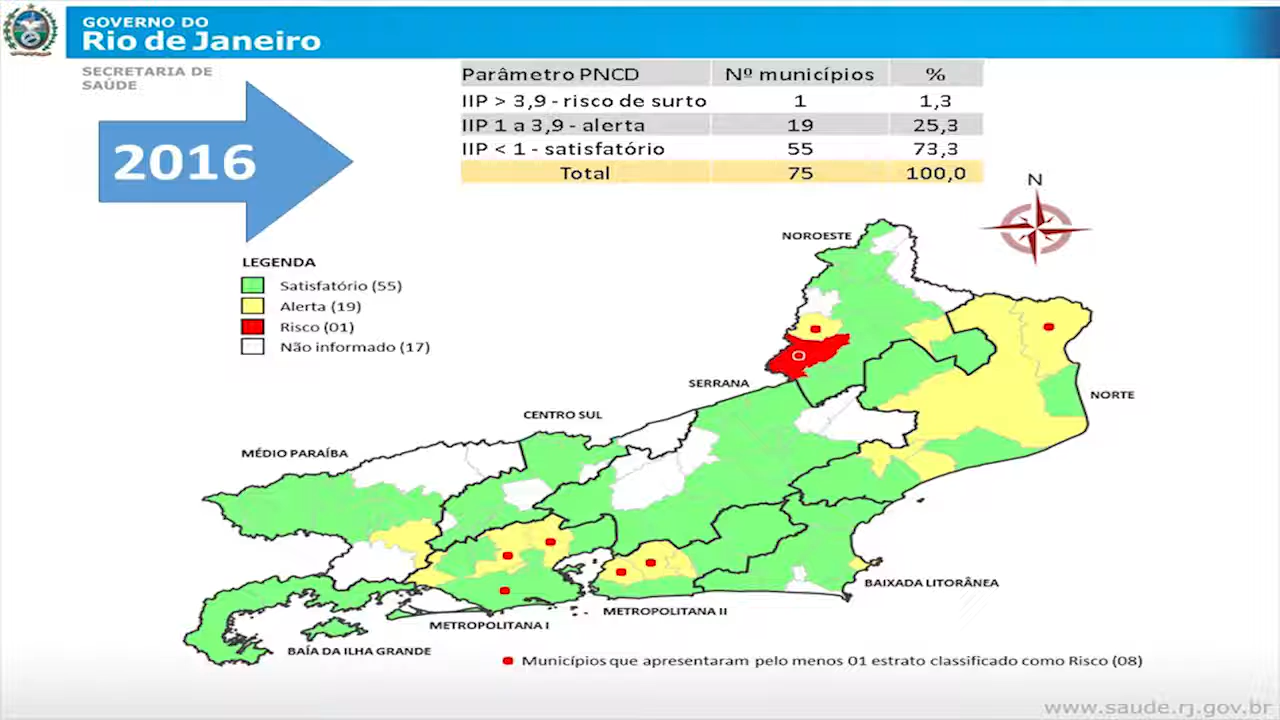 GOVERNO DO
Rio de Janeiro
SECRETARIA DE
SAÚDE
2016
Parâmetro PNCD Nº municípios %
IIP > 3,9 - risco de surto 1 1,3
IIP 1 a 3,9 - alerta 19 25,3
IIP < 1 - satisfatório 55 73,3
Total 75 100,0
N
LEGENDA
Satisfatório (55)
Alerta (19)
Risco (01)
Não informado (17)
NOROESTE
SERRANA
NORTE
CENTRO SUL
MÉDIO PARAÍBA
BAIXADA LITORÂNEA
METROPOLITANA II
METROPOLITANA I
BAÍA DA ILHA GRANDE
Municípios que apresentaram pelo menos 01 estrato classificado como Risco (08)
www.saude.rj.gov.br